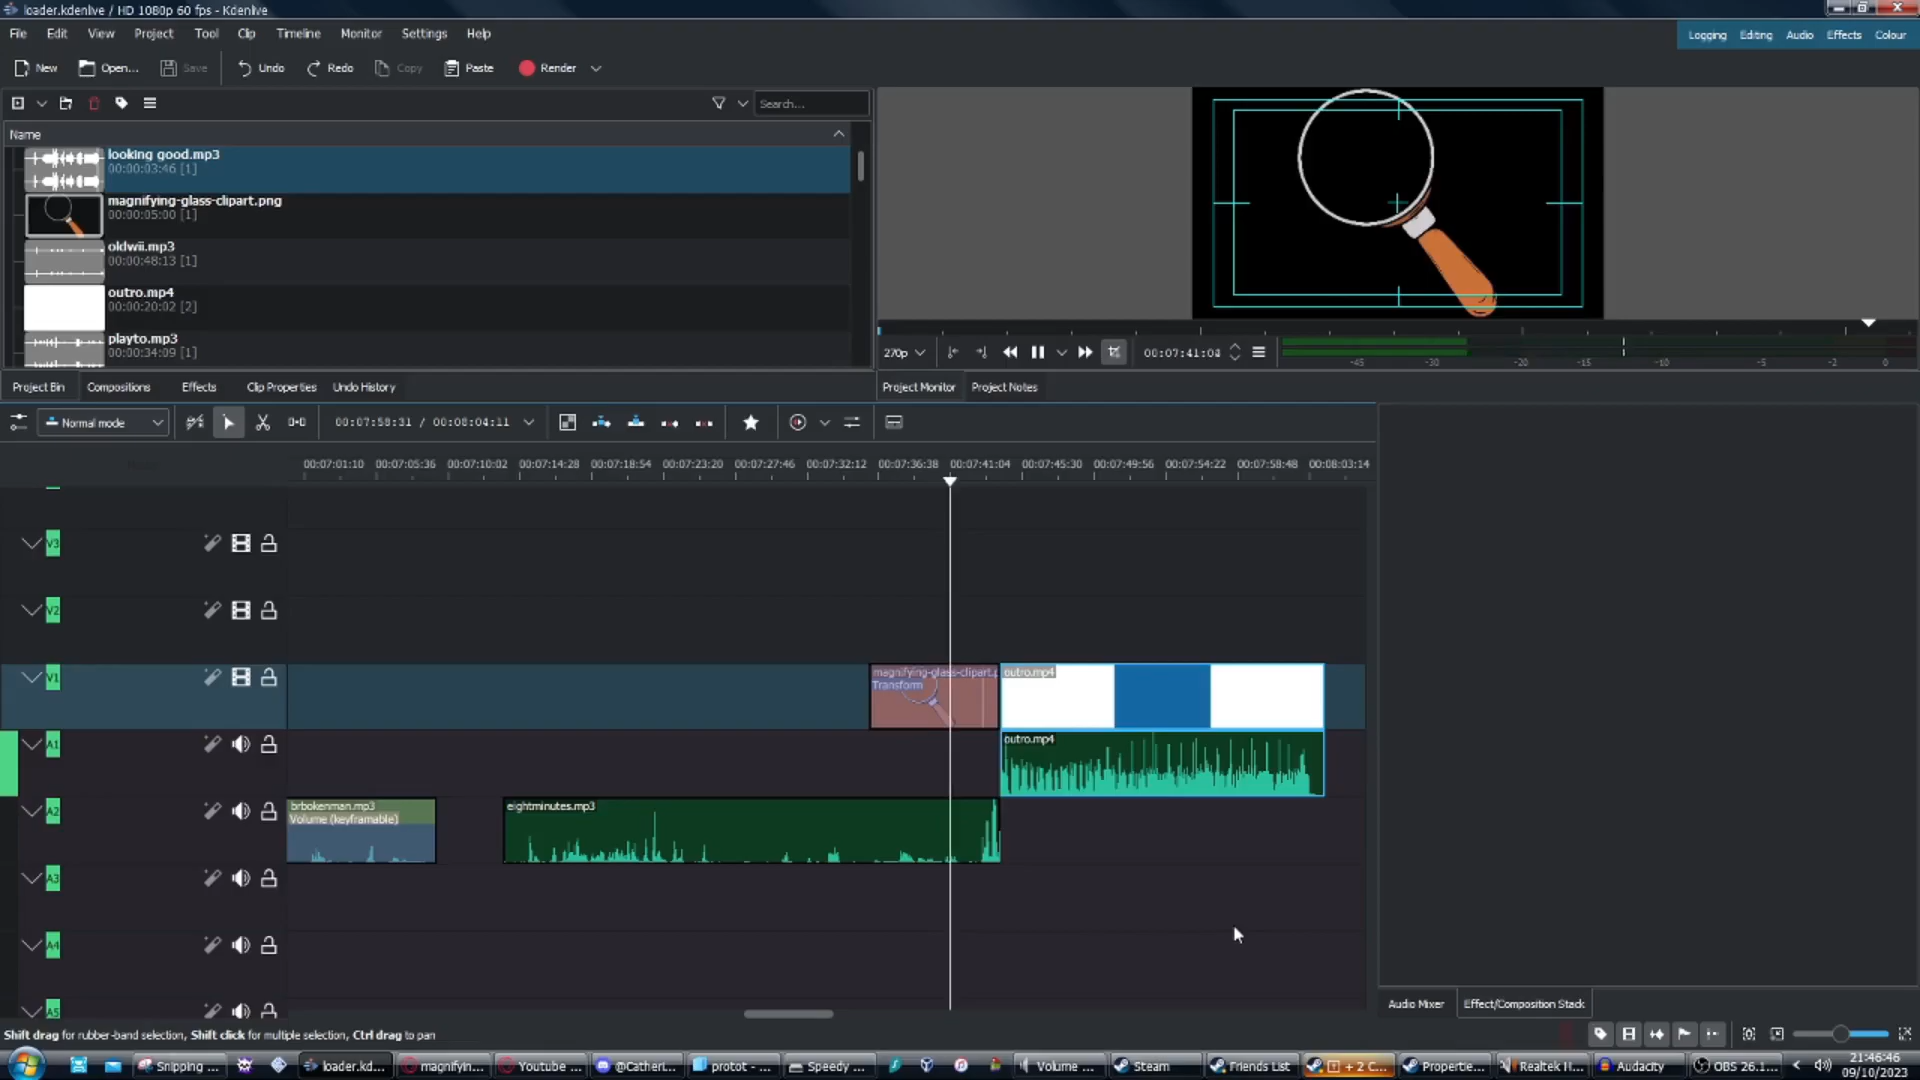 loader.kdenlive / HD 1080p 60 fps - Kdenlive
File Edit View Project Tool Clip Timeline Monitor Settings Help
Logging Editing Audio Effects Colour
New Open... Save Undo Redo Copy Paste Render
Search...
Name
looking good.mp3
00:00:03:46 [1]
magnifying-glass-clipart.png
00:00:05:00 [1]
oldwii.mp3
00:00:48:13 [1]
outro.mp4
00:00:20:02 [2]
playto.mp3
00:00:34:09 [1]
270p 00:07:41:04 -45 -30 -20 -15 -10 -5 -2 0
Project Bin Compositions Effects Clip Properties Undo History
Project Monitor Project Notes
Normal mode 00:07:58:31 / 00:08:04:11
00:07:01:10 00:07:05:36 00:07:10:02 00:07:14:28 00:07:18:54 00:07:23:20 00:07:27:46 00:07:32:12 00:07:36:38 00:07:41:04 00:07:45:30 00:07:49:56 00:07:54:22 00:07:58:48 00:08:03:14
V3
V2
V1
magnifying-glass-clipart.p
Transform
outro.mp4
A1
outro.mp4
A2
brbokenman.mp3
Volume (keyframable)
eightminutes.mp3
A3
A4
A5
Audio Mixer Effect/Composition Stack
Shift drag for rubber-band selection, Shift click for multiple selection, Ctrl drag to pan
Snipping ... loader.kd... magnifyin... Youtube ... @Catheri... protot - ... Speedy ... Volume ... Steam Friends List + 2 C... Propertie... Realtek H... Audacity OBS 26.1...
21:46:46
09/10/2023